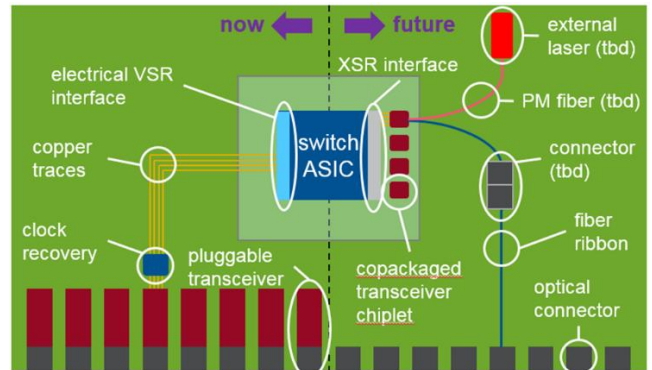 now
future
external
laser (tbd)
electrical VSR
interface
XSR interface
PM fiber (tbd)
copper
traces
switch
ASIC
connector
(tbd)
clock
recovery
pluggable
transceiver
copackaged
transceiver
chiplet
fiber
ribbon
optical
connector